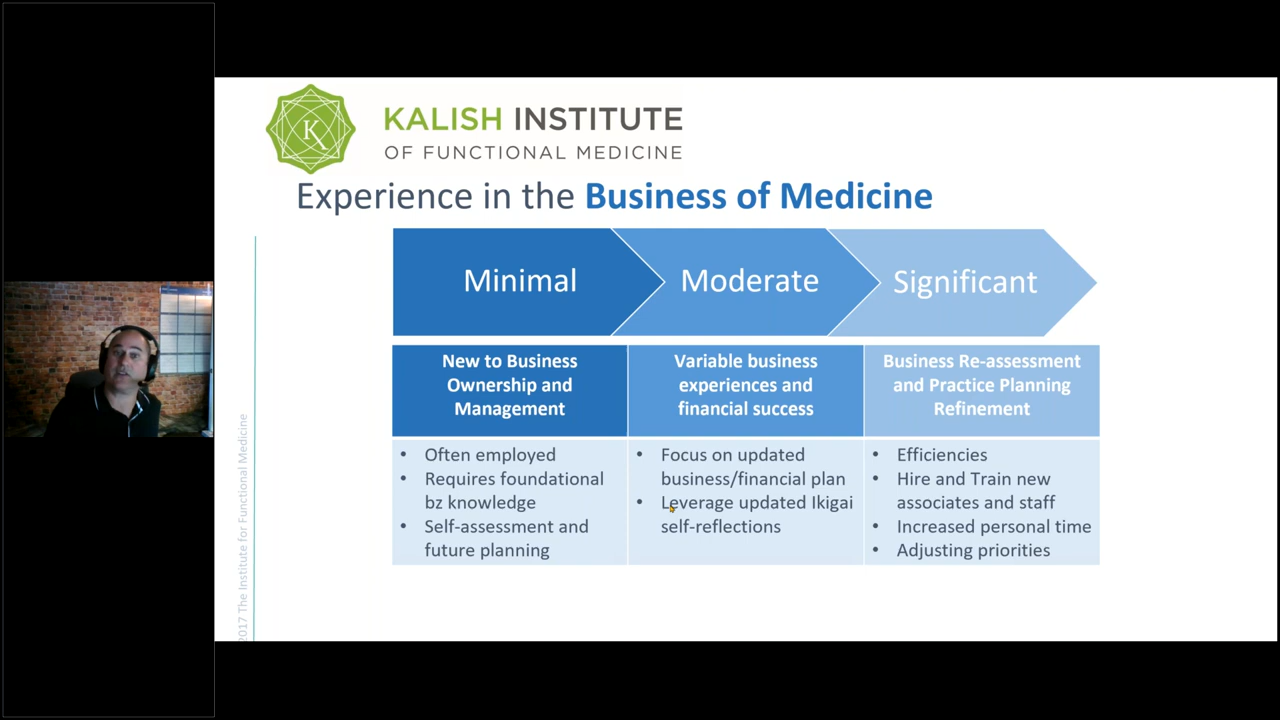 K
KALISH INSTITUTE
OF FUNCTIONAL MEDICINE
Experience in the Business of Medicine
Minimal
Moderate
Significant
New to Business
Ownership and
Management
Variable business
experiences and
financial success
Business Re-assessment
and Practice Planning
Refinement
• Often employed
• Requires foundational
bz knowledge
• Self-assessment and
future planning
• Focus on updated
business/financial plan
• Leverage updated Ikigai
self-reflections
• Efficiencies
• Hire and Train new
associates and staff
• Increased personal time
• Adjusting priorities
2017 The Institute for Functional Medicine